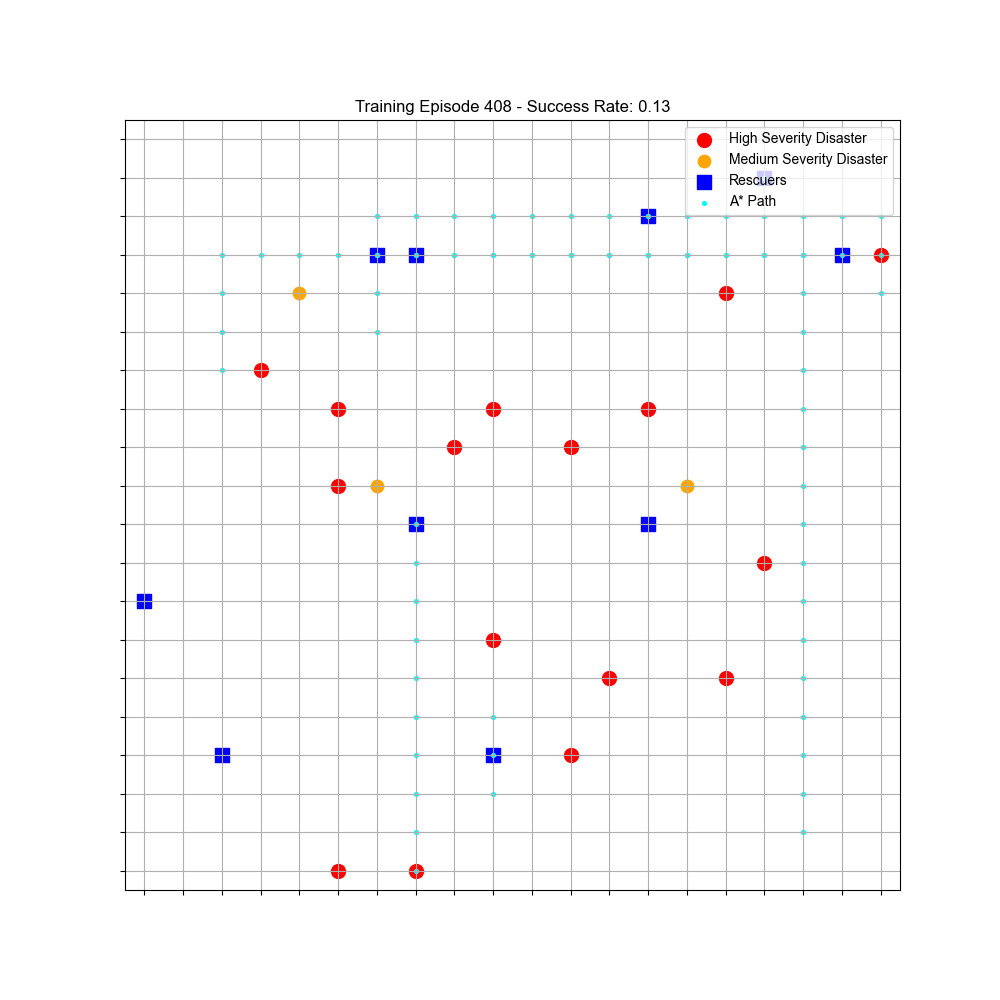 Training Episode 408 - Success Rate: 0.13
High Severity Disaster
Medium Severity Disaster
Rescuers
A* Path